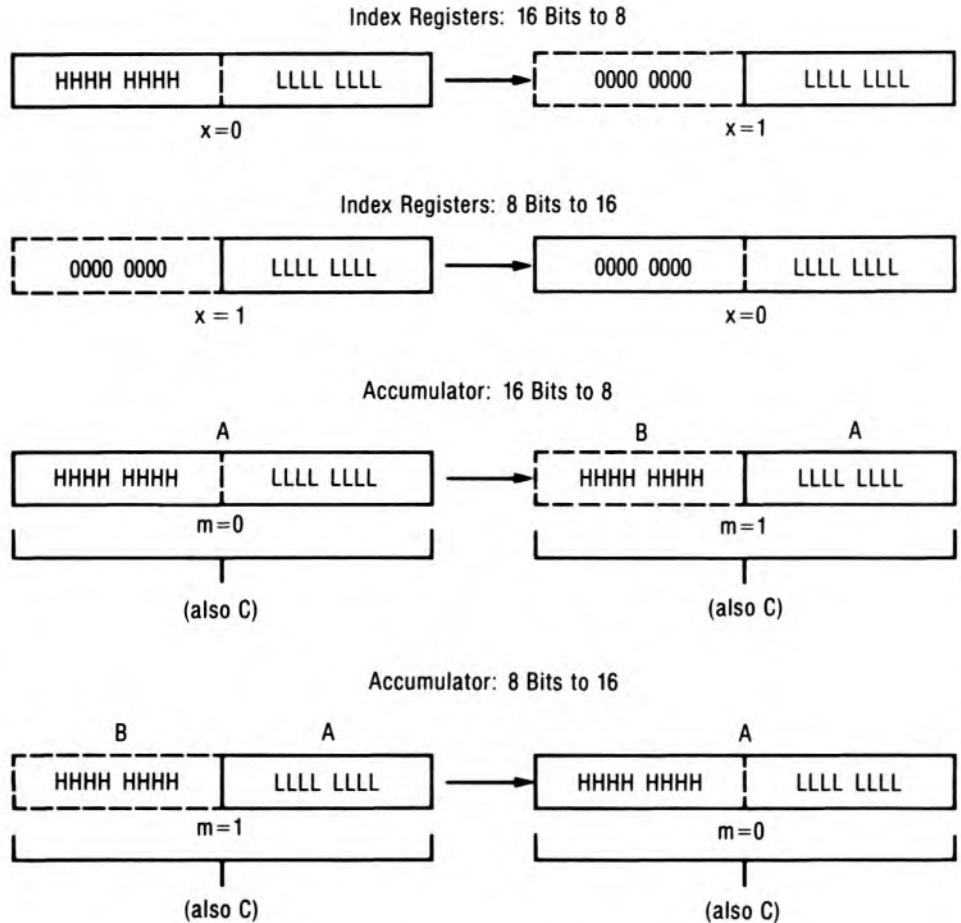 Index Registers: 16 Bits to 8
HHHH HHHH LLLL LLLL 0000 0000 LLLL LLLL
x=0 x=1
Index Registers: 8 Bits to 16
0000 0000 LLLL LLLL 0000 0000 LLLL LLLL
x = 1 x=0
Accumulator: 16 Bits to 8
A B A
HHHH HHHH LLLL LLLL HHHH HHHH LLLL LLLL
m=0 m=1
(also C) (also C)
Accumulator: 8 Bits to 16
B A A
HHHH HHHH LLLL LLLL HHHH HHHH LLLL LLLL
m=1 m=0
(also C) (also C)